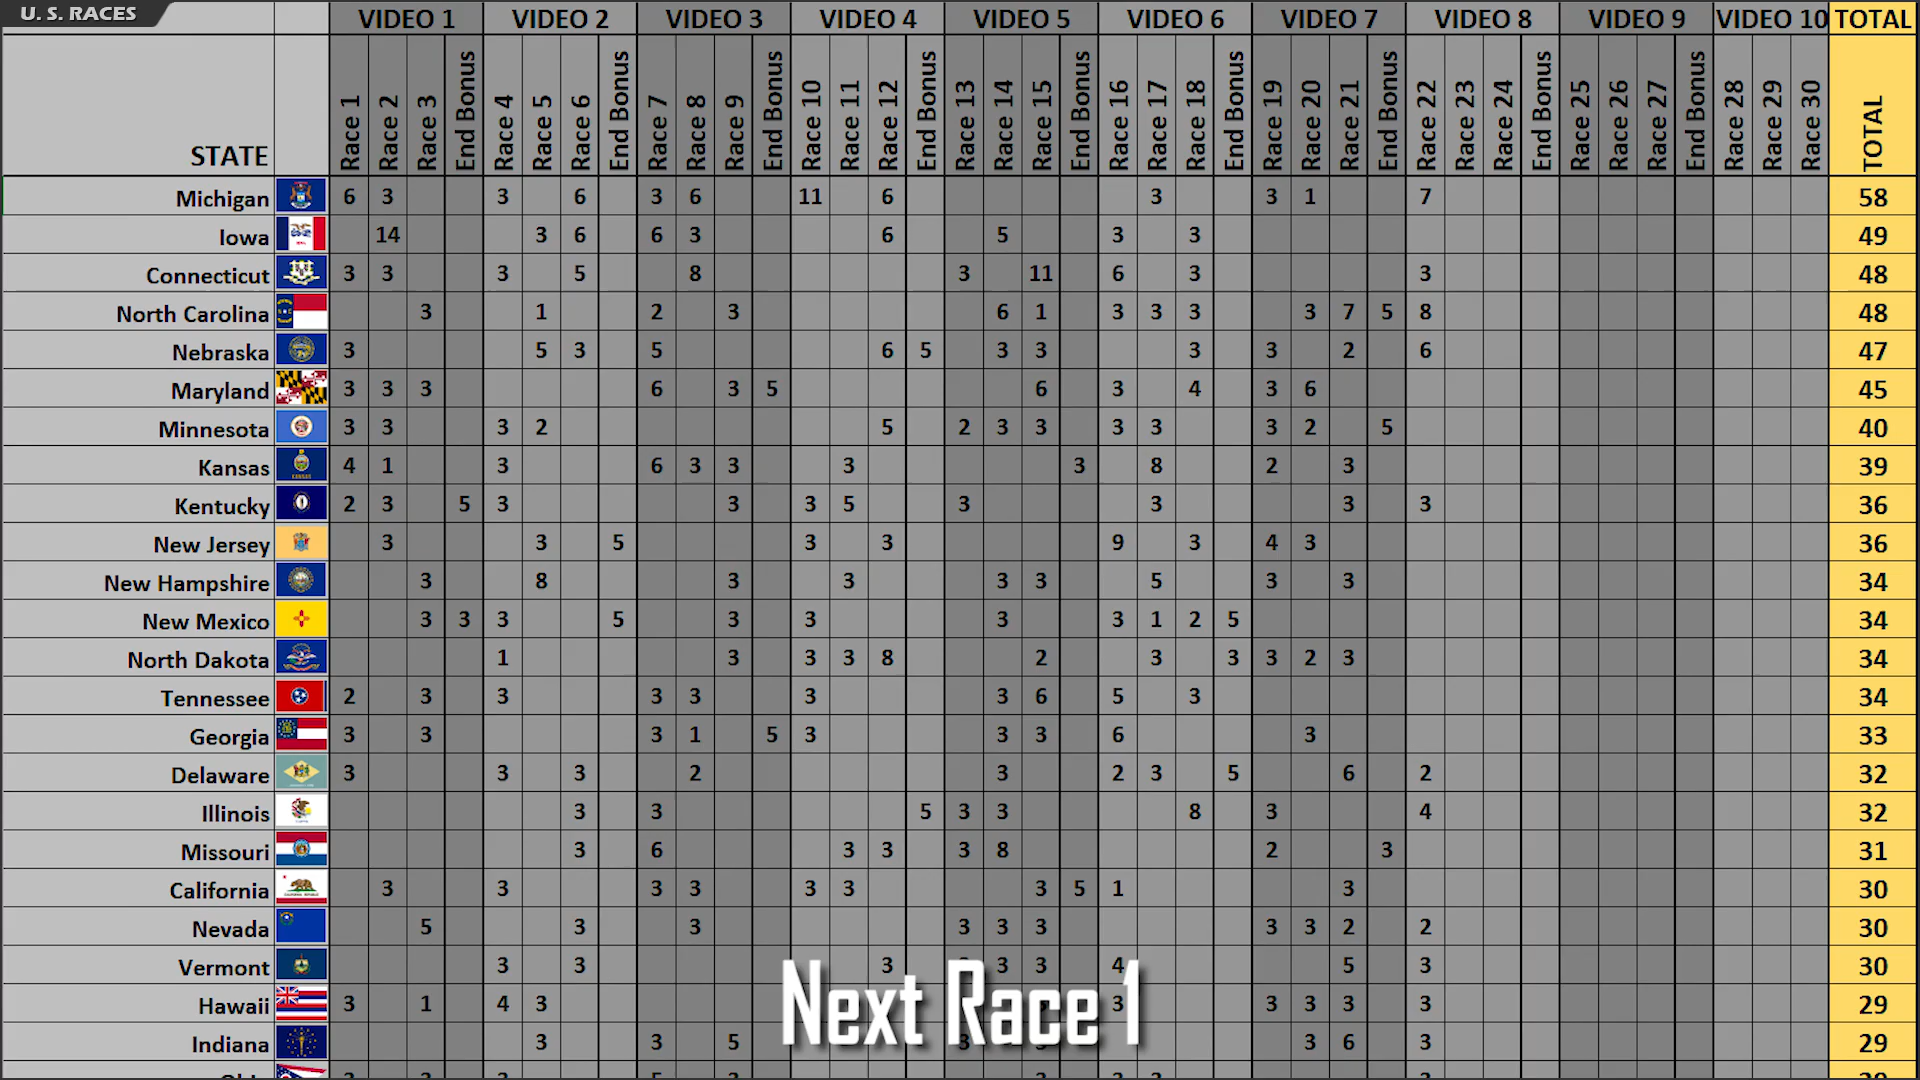 U. S. RACES
VIDEO 1 VIDEO 2 VIDEO 3 VIDEO 4 VIDEO 5 VIDEO 6 VIDEO 7 VIDEO 8 VIDEO 9 VIDEO 10 TOTAL
STATE Race 1 Race 2 Race 3 End Bonus Race 4 Race 5 Race 6 End Bonus Race 7 Race 8 Race 9 End Bonus Race 10 Race 11 Race 12 End Bonus Race 13 Race 14 Race 15 End Bonus Race 16 Race 17 Race 18 End Bonus Race 19 Race 20 Race 21 End Bonus Race 22 Race 23 Race 24 End Bonus Race 25 Race 26 Race 27 End Bonus Race 28 Race 29 Race 30 TOTAL
Michigan 6 3 3 6 3 6 11 6 3 3 1 7 58
Iowa 14 3 6 6 3 6 5 3 3 49
Connecticut 3 3 3 5 8 3 11 6 3 3 48
North Carolina 3 1 2 3 6 1 3 3 3 3 7 5 8 48
Nebraska 3 5 3 5 6 5 3 3 3 3 2 6 47
Maryland 3 3 3 6 3 5 6 3 4 3 6 45
Minnesota 3 3 3 2 5 2 3 3 3 3 3 2 5 40
Kansas 4 1 3 6 3 3 3 3 8 2 3 39
Kentucky 2 3 5 3 3 3 5 3 3 3 3 36
New Jersey 3 3 5 3 3 9 3 4 3 36
New Hampshire 3 8 3 3 3 3 5 3 3 34
New Mexico 3 3 3 5 3 3 3 3 1 2 5 34
North Dakota 1 3 3 3 8 2 3 3 3 2 3 34
Tennessee 2 3 3 3 3 3 3 6 5 3 34
Georgia 3 3 3 1 5 3 3 3 6 3 33
Delaware 3 3 3 2 3 2 3 5 6 2 32
Illinois 3 3 5 3 3 8 3 4 32
Missouri 3 6 3 3 3 8 2 3 31
California 3 3 3 3 3 3 3 5 1 3 30
Nevada 5 3 3 3 3 3 3 3 2 2 30
Vermont 3 3 3 3 3 4 5 3 30
Hawaii 3 1 4 3 3 3 3 3 3 29
Indiana 3 3 5 3 6 3 29
Next Race 1